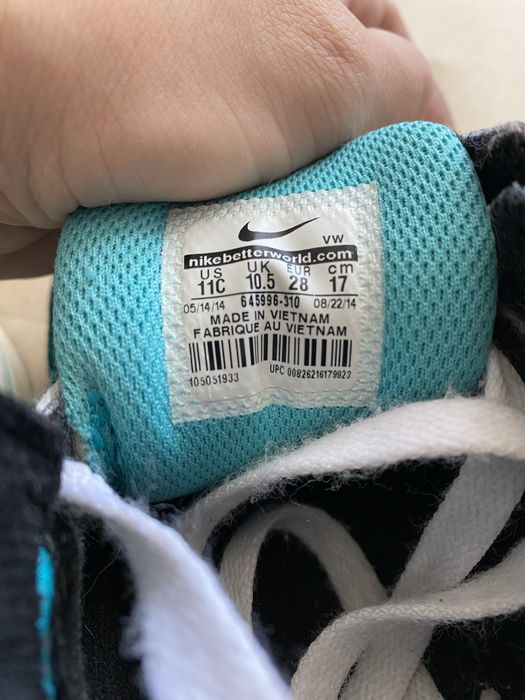 VW
nikebetterworld.com
US UK EUR cm
11C 10.5 28 17
05/14/14 645996-310 08/22/14
MADE IN VIETNAM
FABRIQUE AU VIETNAM
105051933 UPC 00826216179923